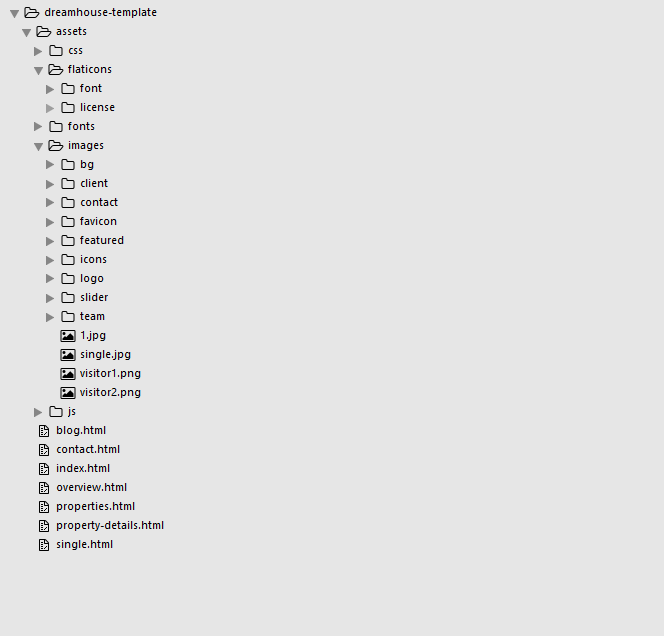 dreamhouse-template
assets
css
flaticons
font
license
fonts
images
bg
client
contact
favicon
featured
icons
logo
slider
team
1.jpg
single.jpg
visitor1.png
visitor2.png
js
blog.html
contact.html
index.html
overview.html
properties.html
property-details.html
single.html